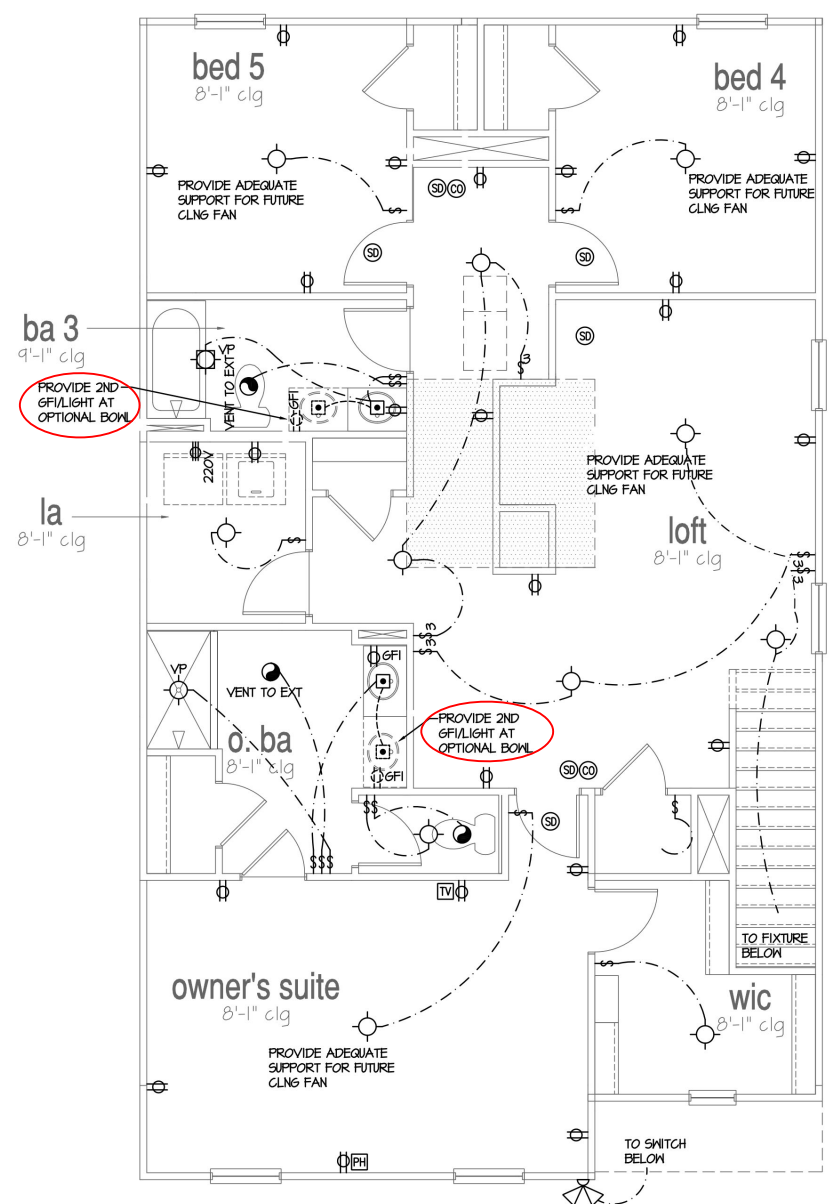 bed 5
8'-1" clg
bed 4
8'-1" clg
SD
CO
PROVIDE ADEQUATE
SUPPORT FOR FUTURE
CLNG FAN
PROVIDE ADEQUATE
SUPPORT FOR FUTURE
CLNG FAN
$
$
SD
SD
ba 3
9'-1" clg
VP
VENT TO EXT
SD
$
3
PROVIDE 2ND
GFI/LIGHT AT
OPTIONAL BOWL
GFI
$$
220V
PROVIDE ADEQUATE
SUPPORT FOR FUTURE
CLNG FAN
la
8'-1" clg
$
loft
8'-1" clg
$
$3
3
$3
$3
VP
VENT TO EXT
GFI
o. ba
8'-1" clg
PROVIDE 2ND
GFI/LIGHT AT
OPTIONAL BOWL
GFI
SD
CO
$$
$
SD
$
$$$
TV
TO FIXTURE
BELOW
owner's suite
8'-1" clg
$
wic
8'-1" clg
PROVIDE ADEQUATE
SUPPORT FOR FUTURE
CLNG FAN
PH
TO SWITCH
BELOW